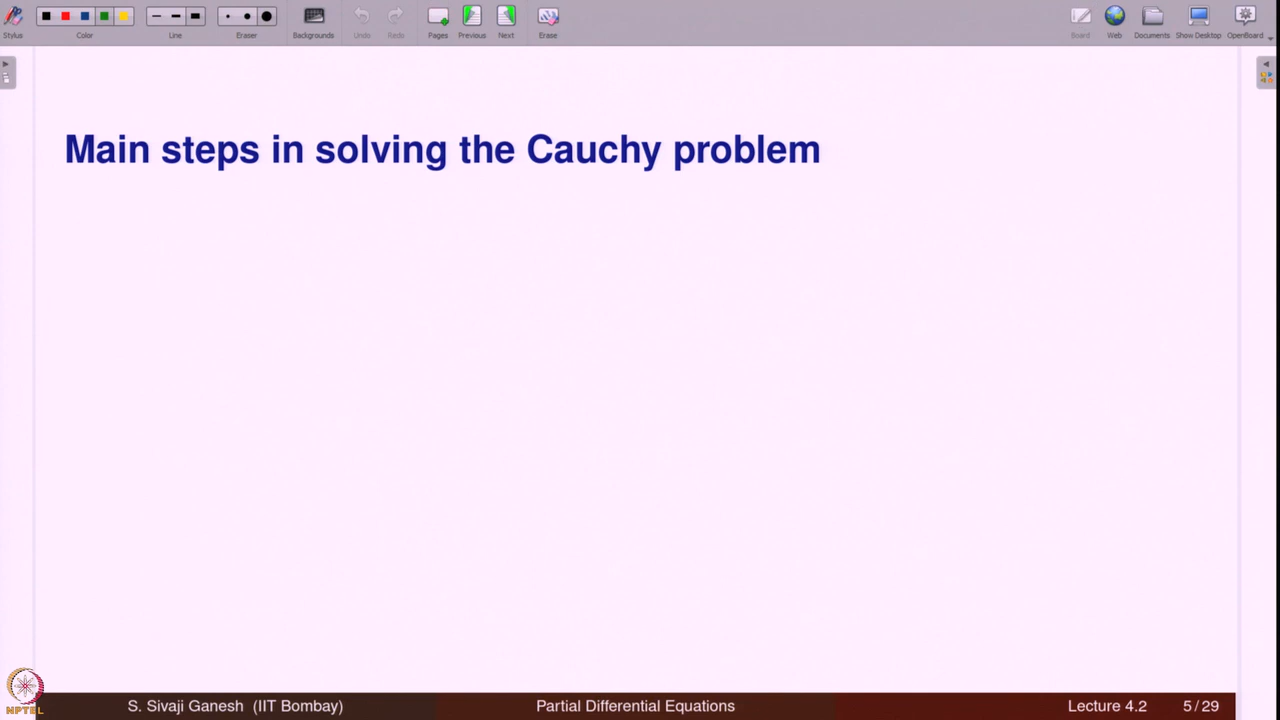 Stylus Color Line Eraser Backgrounds Undo Redo Pages Previous Next Erase Board Web Documents Show Desktop OpenBoard
Main steps in solving the Cauchy problem
NPTEL
S. Sivaji Ganesh (IIT Bombay) Partial Differential Equations Lecture 4.2 5/29